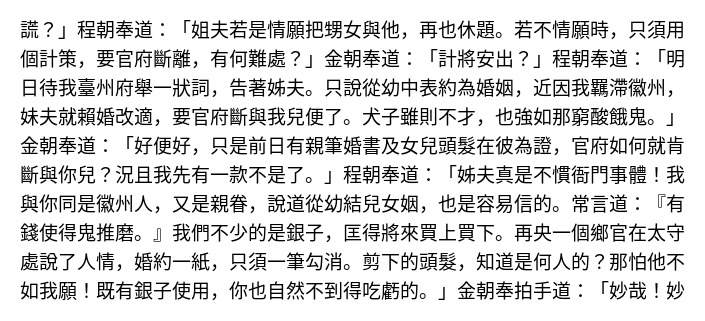 謊？」程朝奉道：「姐夫若是情願把甥女與他，再也休題。若不情願時，只須用
個計策，要官府斷離，有何難處？」金朝奉道：「計將安出？」程朝奉道：「明
日待我臺州府舉一狀詞，告著姊夫。只說從幼中表約為婚姻，近因我羈滯徽州，
妹夫就賴婚改適，要官府斷與我兒便了。犬子雖則不才，也強如那窮酸餓鬼。」
金朝奉道：「好便好，只是前日有親筆婚書及女兒頭髮在彼為證，官府如何就肯
斷與你兒？況且我先有一款不是了。」程朝奉道：「姊夫真是不慣衙門事體！我
與你同是徽州人，又是親眷，說道從幼結兒女姻，也是容易信的。常言道：『有
錢使得鬼推磨。』我們不少的是銀子，匡得將來買上買下。再央一個鄉官在太守
處說了人情，婚約一紙，只須一筆勾消。剪下的頭髮，知道是何人的？那怕他不
如我願！既有銀子使用，你也自然不到得吃虧的。」金朝奉拍手道：「妙哉！妙